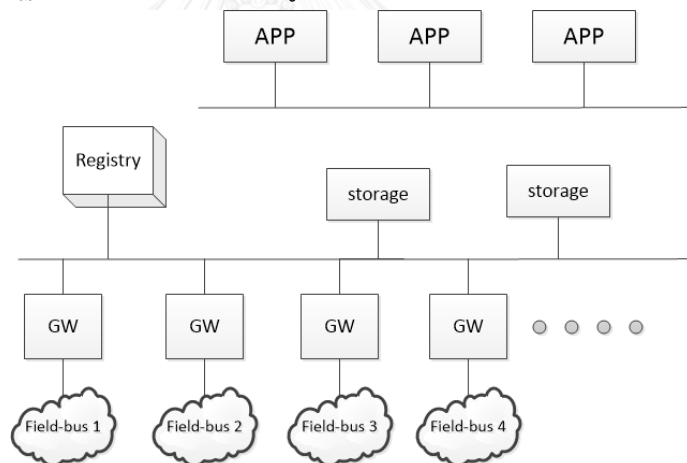 APP APP APP
Registry
storage storage
GW GW GW GW
Field-bus 1 Field-bus 2 Field-bus 3 Field-bus 4